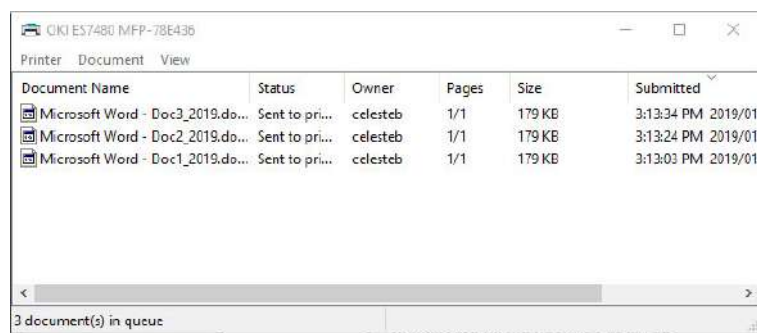 OKI ES7480 MFP-78E436
Printer Document View
Document Name Status Owner Pages Size Submitted
Microsoft Word - Doc3_2019.do... Sent to pri... celesteb 1/1 179 KB 3:13:34 PM 2019/01
Microsoft Word - Doc2_2019.do... Sent to pri... celesteb 1/1 179 KB 3:13:24 PM 2019/01
Microsoft Word - Doc1_2019.do... Sent to pri... celesteb 1/1 179 KB 3:13:03 PM 2019/01
3 document(s) in queue